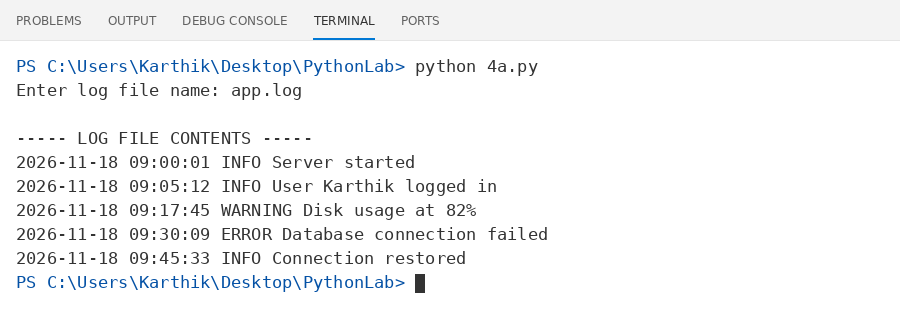 PROBLEMS OUTPUT DEBUG CONSOLE TERMINAL PORTS
PS C:\Users\Karthik\Desktop\PythonLab> python 4a.py
Enter log file name: app.log
----- LOG FILE CONTENTS -----
2026-11-18 09:00:01 INFO Server started
2026-11-18 09:05:12 INFO User Karthik logged in
2026-11-18 09:17:45 WARNING Disk usage at 82%
2026-11-18 09:30:09 ERROR Database connection failed
2026-11-18 09:45:33 INFO Connection restored
PS C:\Users\Karthik\Desktop\PythonLab>